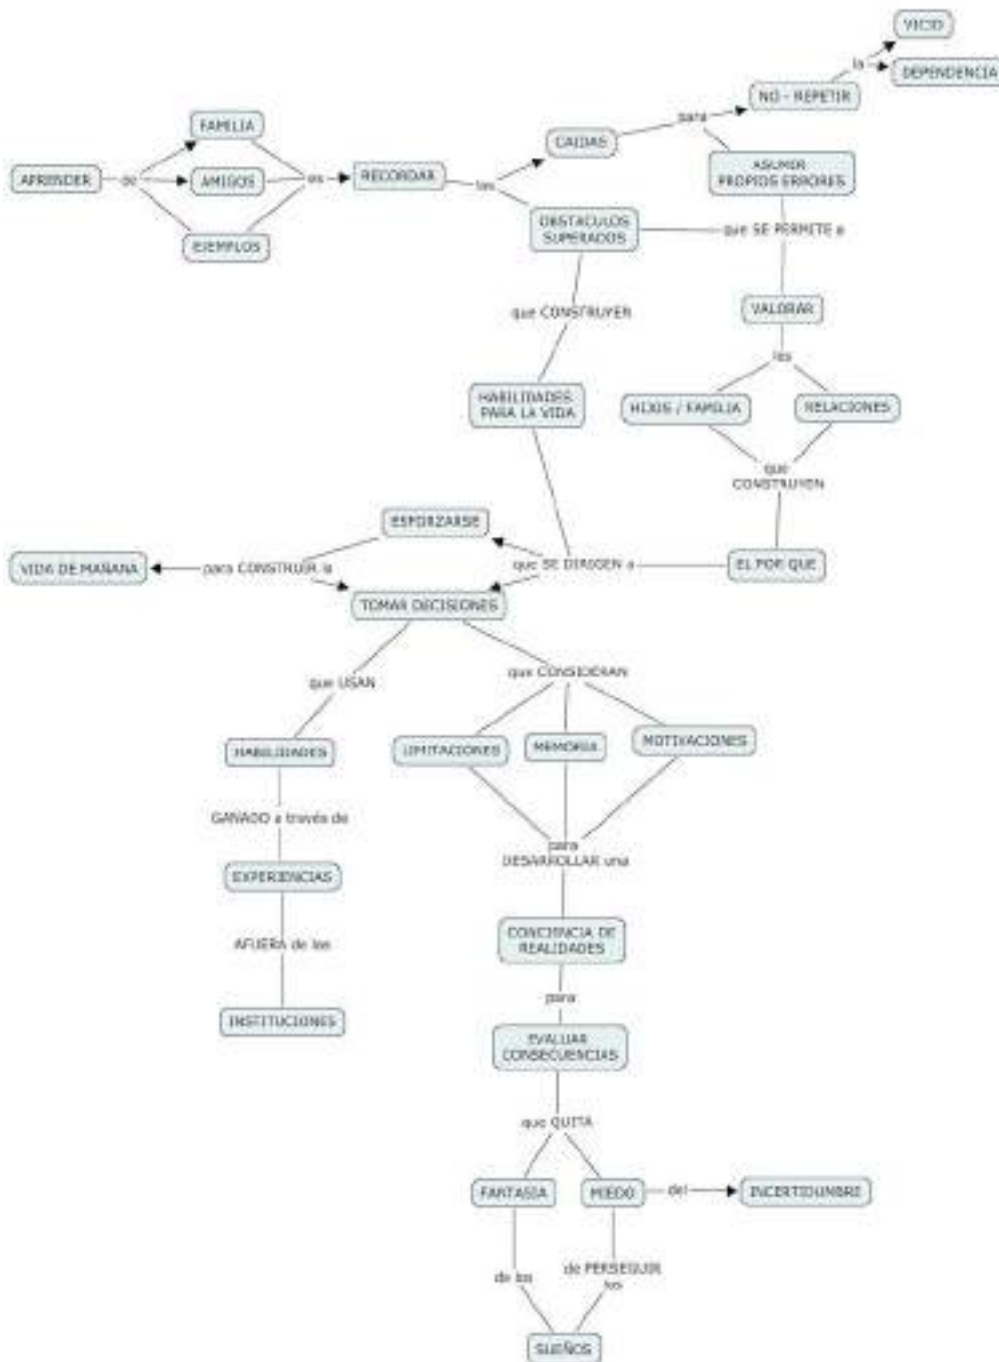 VICIO
la
DEPENDENCIA
NO - REPETIR
para
FAMILIA
CAIDAS
ASUMIR
PROPIOS ERRORES
APRENDER
de
AMIGOS
es
RECORDAR
las
OBSTACULOS
SUPERADOS
que SE PERMITE a
EJEMPLOS
que CONSTRUYEN
VALORAR
los
HABILIDADES
PARA LA VIDA
HIJOS / FAMILIA
RELACIONES
que
CONSTRUYEN
ESFORZARSE
VIDA DE MAÑANA
para CONSTRUIR la
que SE DIRIGEN a
EL POR QUE
TOMAR DECISIONES
que USAN
que CONSIDERAN
HABILIDADES
LIMITACIONES
MEMORIA
MOTIVACIONES
GANADO a través de
para
DESARROLLAR una
EXPERIENCIAS
CONCIENCIA DE
REALIDADES
AFUERA de las
para
INSTITUCIONES
EVALUAR
CONSECUENCIAS
que QUITA
FANTASIA
MIEDO
del
INCERTIDUMBRE
de los
de PERSEGUIR
los
SUEÑOS